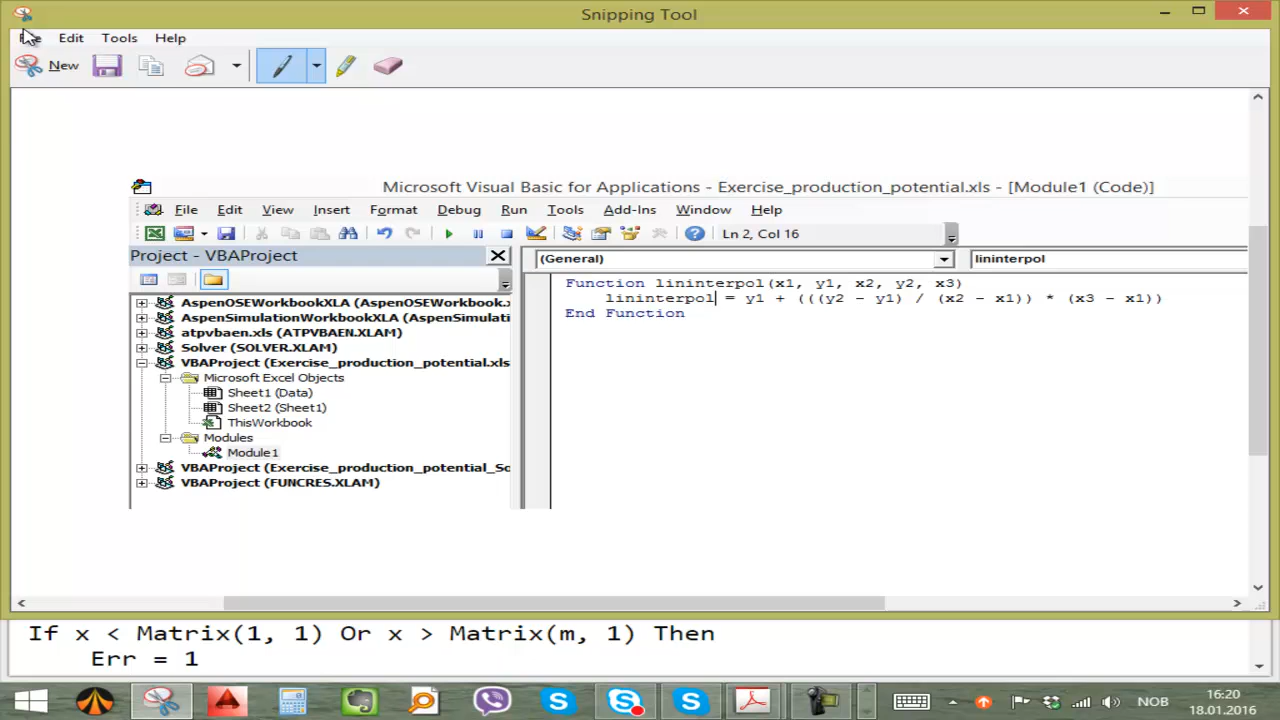 Snipping Tool
Edit Tools Help
New
Microsoft Visual Basic for Applications - Exercise_production_potential.xls - [Module1 (Code)]
File Edit View Insert Format Debug Run Tools Add-Ins Window Help
Ln 2, Col 16
Project - VBAProject
(General)
lininterpol
AspenOSEWorkbookXLA (AspenOSEWorkbook.x
AspenSimulationWorkbookXLA (AspenSimulati
atpvbaen.xls (ATPVBAEN.XLAM)
Solver (SOLVER.XLAM)
VBAProject (Exercise_production_potential.xls
Microsoft Excel Objects
Sheet1 (Data)
Sheet2 (Sheet1)
ThisWorkbook
Modules
Module1
VBAProject (Exercise_production_potential_So
VBAProject (FUNCRES.XLAM)
Function lininterpol(x1, y1, x2, y2, x3)
lininterpol = y1 + (((y2 - y1) / (x2 - x1)) * (x3 - x1))
End Function
If x < Matrix(1, 1) Or x > Matrix(m, 1) Then
Err = 1
NOB
16:20
18.01.2016